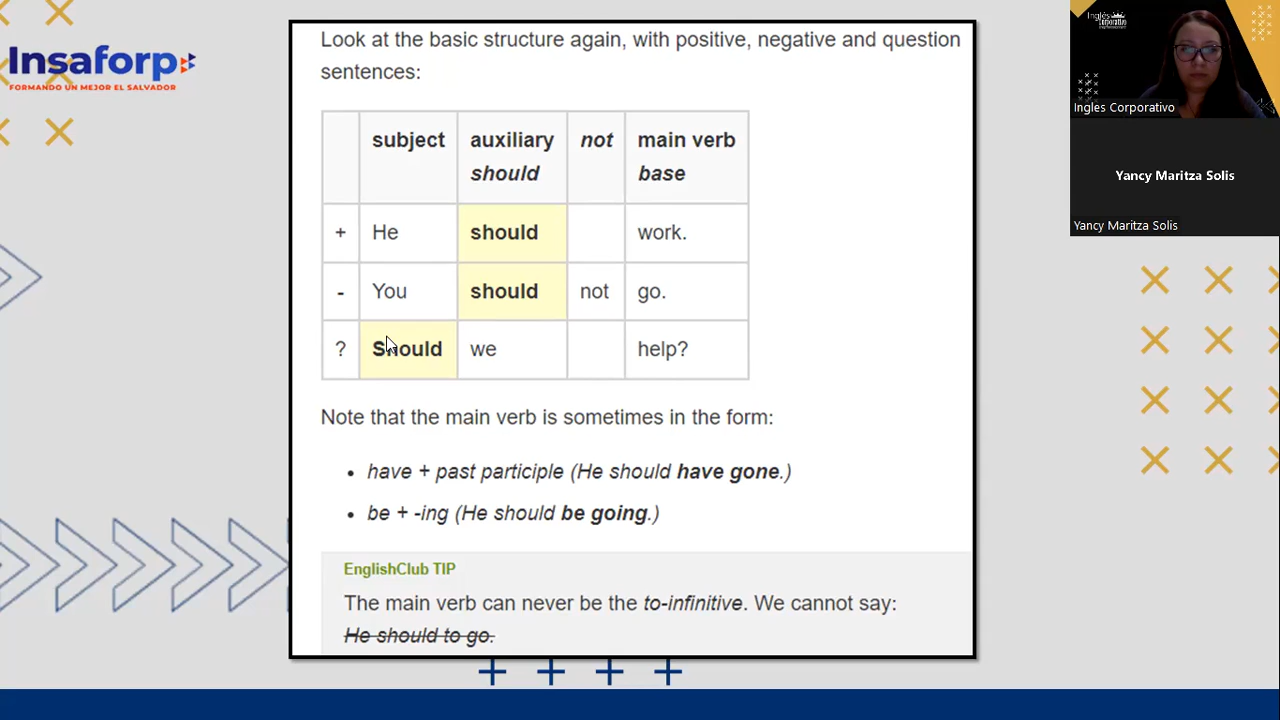 Insaforp
FORMANDO UN MEJOR EL SALVADOR
Look at the basic structure again, with positive, negative and question
sentences:
subject auxiliary not main verb
should base
+ He should work.
- You should not go.
? Should we help?
Note that the main verb is sometimes in the form:
• have + past participle (He should have gone.)
• be + -ing (He should be going.)
EnglishClub TIP
The main verb can never be the to-infinitive. We cannot say:
He should to go.
Inglés
Corporativo
Ingles Corporativo
Yancy Maritza Solis
Yancy Maritza Solis